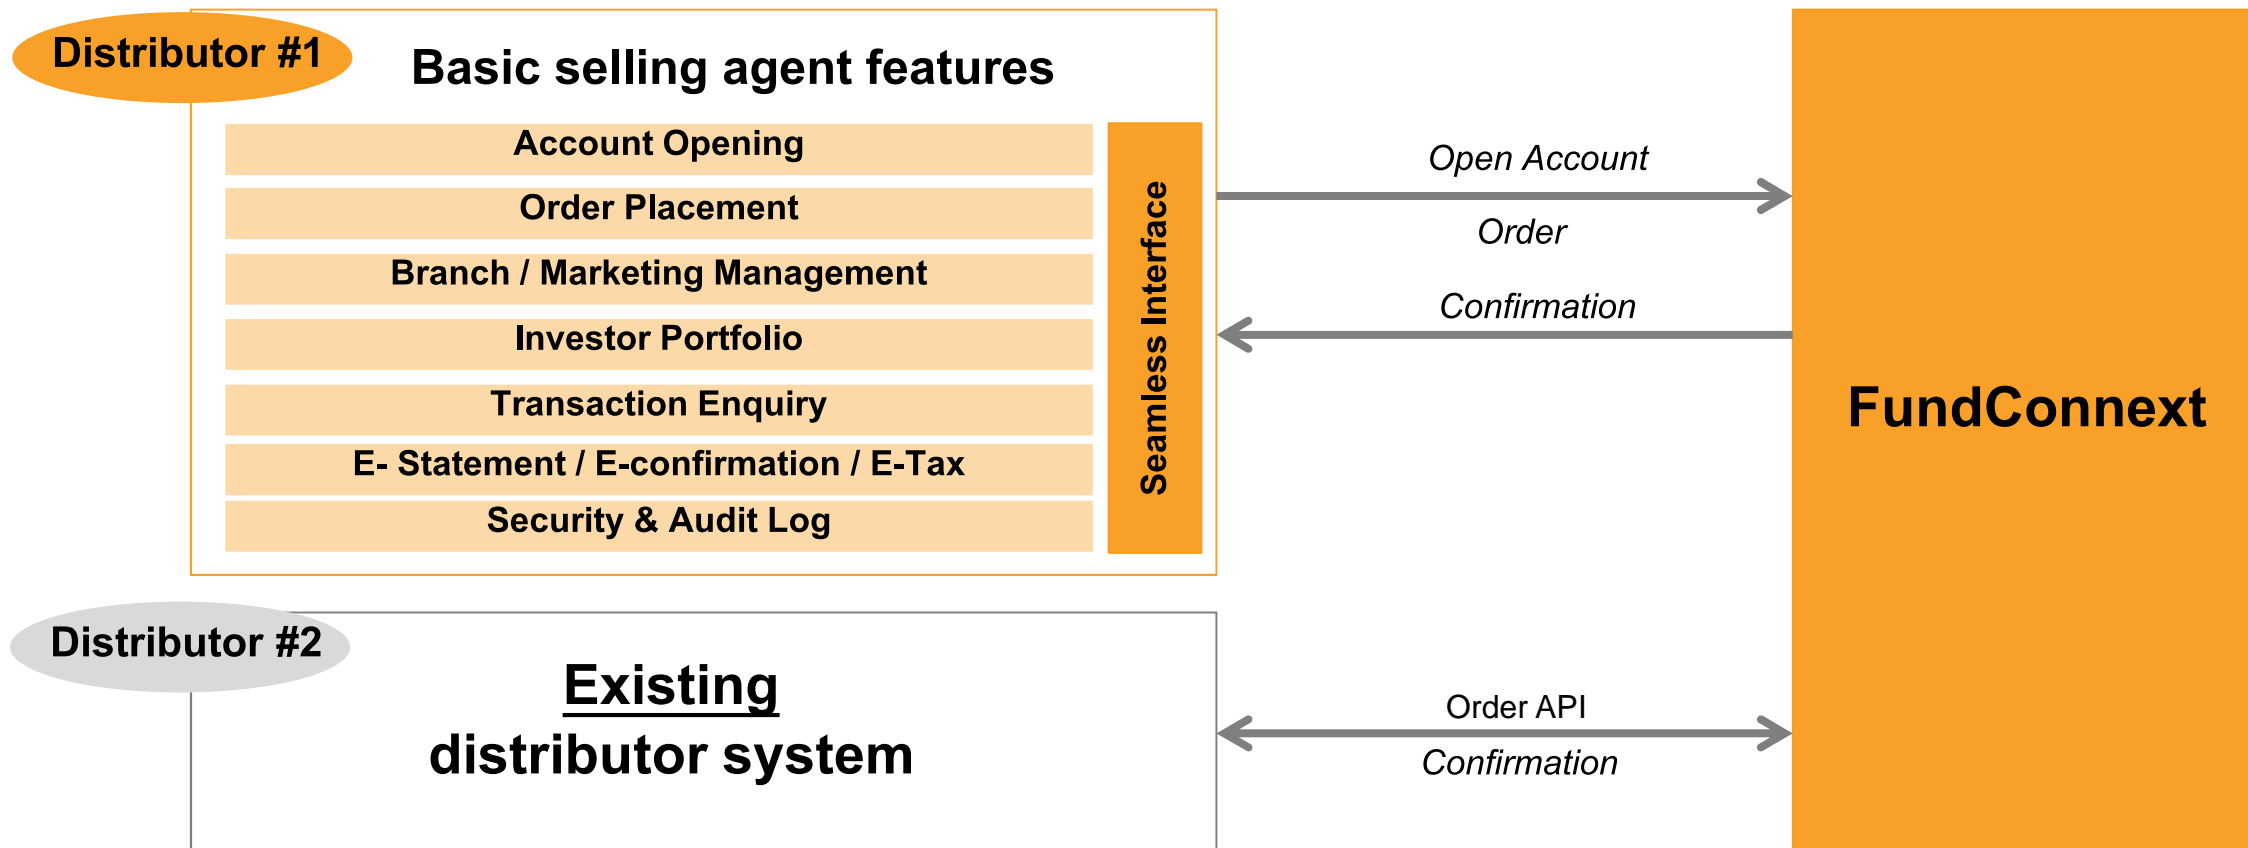 Distributor #1
Basic selling agent features
Account Opening
Order Placement
Branch / Marketing Management
Investor Portfolio
Transaction Enquiry
E- Statement / E-confirmation / E-Tax
Security & Audit Log
Seamless Interface
Open Account
Order
Confirmation
FundConnext
Distributor #2
Existing
distributor system
Order API
Confirmation